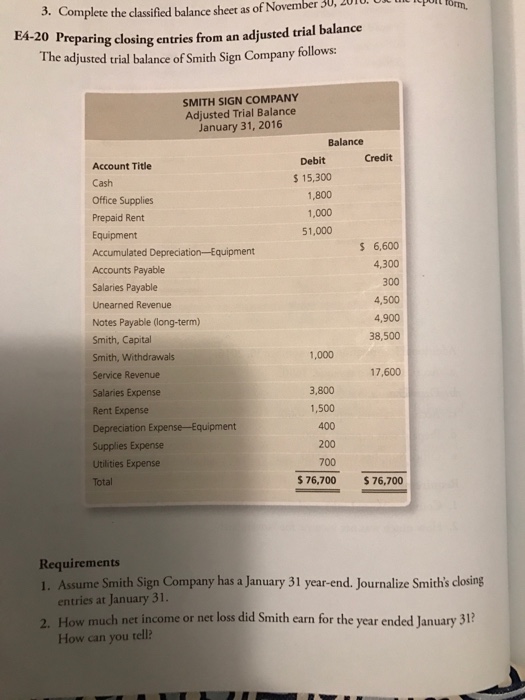 3. Complete the classified balance sheet as of November 30, form.
E4-20 Preparing closing entries from an adjusted trial balance
The adjusted trial balance of Smith Sign Company follows:
SMITH SIGN COMPANY
Adjusted Trial Balance
January 31, 2016
Balance
Account Title Debit Credit
Cash $ 15,300
Office Supplies 1,800
Prepaid Rent 1,000
Equipment 51,000
Accumulated Depreciation—Equipment $ 6,600
Accounts Payable 4,300
Salaries Payable 300
Unearned Revenue 4,500
Notes Payable (long-term) 4,900
Smith, Capital 38,500
Smith, Withdrawals 1,000
Service Revenue 17,600
Salaries Expense 3,800
Rent Expense 1,500
Depreciation Expense—Equipment 400
Supplies Expense 200
Utilities Expense 700
Total $ 76,700 $ 76,700
Requirements
1. Assume Smith Sign Company has a January 31 year-end. Journalize Smith's closing
entries at January 31.
2. How much net income or net loss did Smith earn for the year ended January 31?
How can you tell?